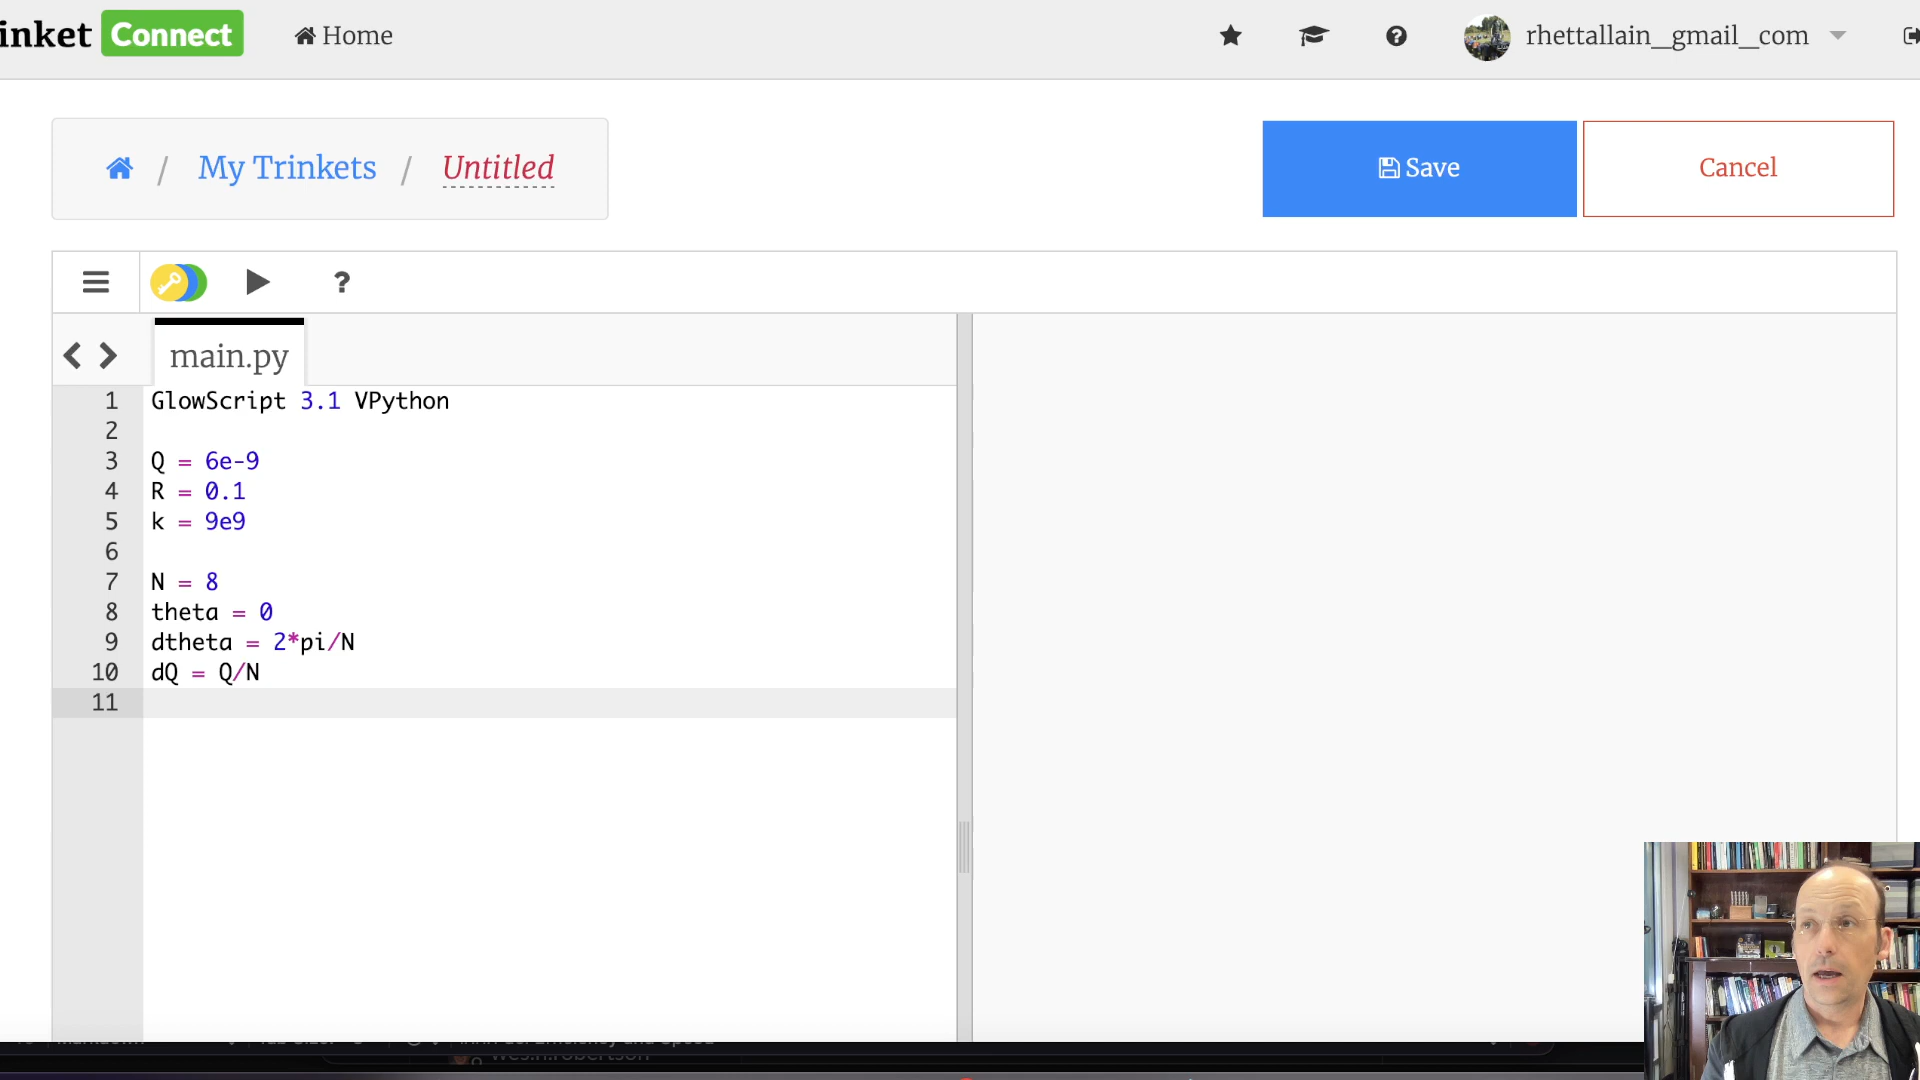 inket Connect Home rhettallain_gmail_com
/ My Trinkets / Untitled
Save
Cancel
?
main.py
1 GlowScript 3.1 VPython
2
3 Q = 6e-9
4 R = 0.1
5 k = 9e9
6
7 N = 8
8 theta = 0
9 dtheta = 2*pi/N
10 dQ = Q/N
11